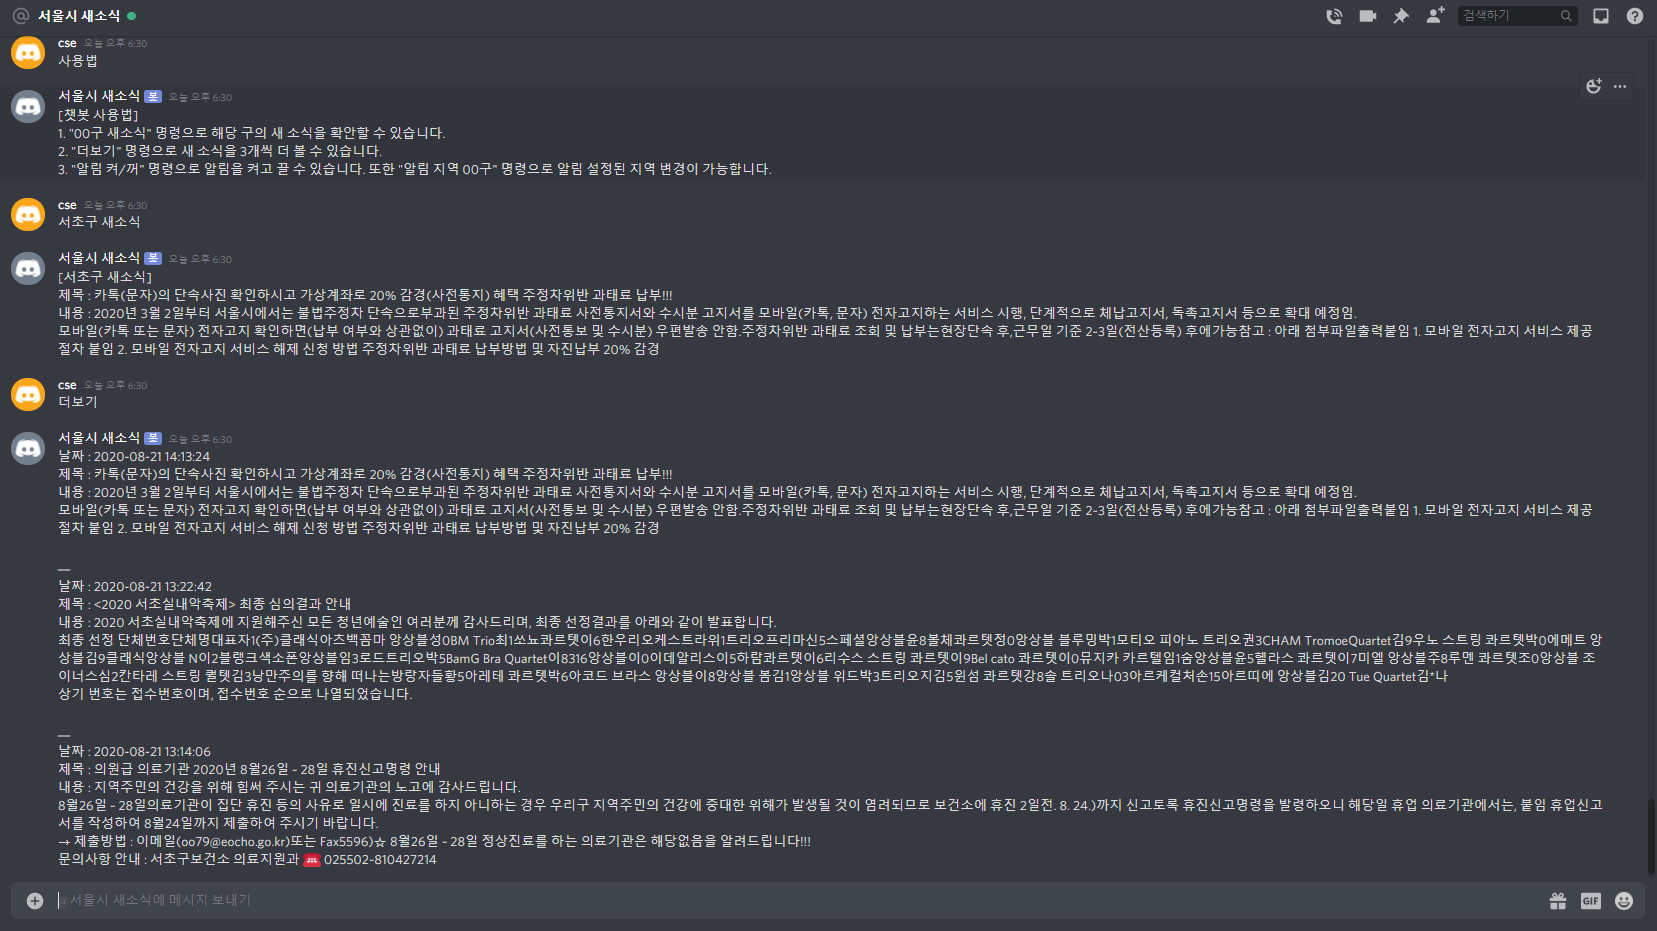 서울시 새소식
검색하기
cse 오늘 오후 6:30
사용법
서울시 새소식 봇 오늘 오후 6:30
[챗봇 사용법]
1. "00구 새소식" 명령으로 해당 구의 새 소식을 확안할 수 있습니다.
2. "더보기" 명령으로 새 소식을 3개씩 더 볼 수 있습니다.
3. "알림 켜/꺼" 명령으로 알림을 켜고 끌 수 있습니다. 또한 "알림 지역 00구" 명령으로 알림 설정된 지역 변경이 가능합니다.
cse 오늘 오후 6:30
서초구 새소식
서울시 새소식 봇 오늘 오후 6:30
[서초구 새소식]
제목 : 카톡(문자)의 단속사진 확인하시고 가상계좌로 20% 감경(사전통지) 혜택 주정차위반 과태료 납부!!!
내용 : 2020년 3월 2일부터 서울시에서는 불법주정차 단속으로부과된 주정차위반 과태료 사전통지서와 수시분 고지서를 모바일(카톡, 문자) 전자고지하는 서비스 시행, 단계적으로 체납고지서, 독촉고지서 등으로 확대 예정임.
모바일(카톡 또는 문자) 전자고지 확인하면(납부 여부와 상관없이) 과태료 고지서(사전통보 및 수시분) 우편발송 안함.주정차위반 과태료 조회 및 납부는현장단속 후,근무일 기준 2-3일(전산등록) 후에가능참고 : 아래 첨부파일출력붙임 1. 모바일 전자고지 서비스 제공
절차 붙임 2. 모바일 전자고지 서비스 해제 신청 방법 주정차위반 과태료 납부방법 및 자진납부 20% 감경
cse 오늘 오후 6:30
더보기
서울시 새소식 봇 오늘 오후 6:30
날짜 : 2020-08-21 14:13:24
제목 : 카톡(문자)의 단속사진 확인하시고 가상계좌로 20% 감경(사전통지) 혜택 주정차위반 과태료 납부!!!
내용 : 2020년 3월 2일부터 서울시에서는 불법주정차 단속으로부과된 주정차위반 과태료 사전통지서와 수시분 고지서를 모바일(카톡, 문자) 전자고지하는 서비스 시행, 단계적으로 체납고지서, 독촉고지서 등으로 확대 예정임.
모바일(카톡 또는 문자) 전자고지 확인하면(납부 여부와 상관없이) 과태료 고지서(사전통보 및 수시분) 우편발송 안함.주정차위반 과태료 조회 및 납부는현장단속 후,근무일 기준 2-3일(전산등록) 후에가능참고 : 아래 첨부파일출력붙임 1. 모바일 전자고지 서비스 제공
절차 붙임 2. 모바일 전자고지 서비스 해제 신청 방법 주정차위반 과태료 납부방법 및 자진납부 20% 감경
—
날짜 : 2020-08-21 13:22:42
제목 : <2020 서초실내악축제> 최종 심의결과 안내
내용 : 2020 서초실내악축제에 지원해주신 모든 청년예술인 여러분께 감사드리며, 최종 선정결과를 아래와 같이 발표합니다.
최종 선정 단체번호단체명대표자1(주)클래식아츠백꼼마 앙상블성0BM Trio최1쏘뇨콰르텟이6한우리오케스트라위1트리오프리마신5스페셜앙상블윤8볼체콰르텟정0앙상블 블루밍박1모티오 피아노 트리오권3CHAM TromoeQuartet김9우노 스트링 콰르텟박0에메트 앙
상블김9클래식앙상블 N이2블랭크색소폰앙상블임3로드트리오박5BamG Bra Quartet이8316앙상블이0이데알리스이5하람콰르텟이6리수스 스트링 콰르텟이9Bel cato 콰르텟이0뮤지카 카르텔임1숨앙상블윤5헬라스 콰르텟이7미엘 앙상블주8루멘 콰르텟조0앙상블 조
이너스심2칸타레 스트링 퀄텟김3낭만주의를 향해 떠나는방랑자들황5아레테 콰르텟박6아코드 브라스 앙상블이8앙상블 봄김1앙상블 위드박3트리오지김5윈섬 콰르텟강8솔 트리오나03아르케컬처손15아르띠에 앙상블김20 Tue Quartet김*나
상기 번호는 접수번호이며, 접수번호 순으로 나열되었습니다.
—
날짜 : 2020-08-21 13:14:06
제목 : 의원급 의료기관 2020년 8월26일 - 28일 휴진신고명령 안내
내용 : 지역주민의 건강을 위해 힘써 주시는 귀 의료기관의 노고에 감사드립니다.
8월26일 - 28일의료기관이 집단 휴진 등의 사유로 일시에 진료를 하지 아니하는 경우 우리구 지역주민의 건강에 중대한 위해가 발생될 것이 염려되므로 보건소에 휴진 2일전. 8. 24.)까지 신고토록 휴진신고명령을 발령하오니 해당일 휴업 의료기관에서는, 붙임 휴업신고
서를 작성하여 8월24일까지 제출하여 주시기 바랍니다.
→ 제출방법 : 이메일(oo79@eocho.go.kr)또는 Fax5596)☆ 8월26일 - 28일 정상진료를 하는 의료기관은 해당없음을 알려드립니다!!!
문의사항 안내 : 서초구보건소 의료지원과 ☎ 025502-810427214
@서울시 새소식에 메시지 보내기
GIF